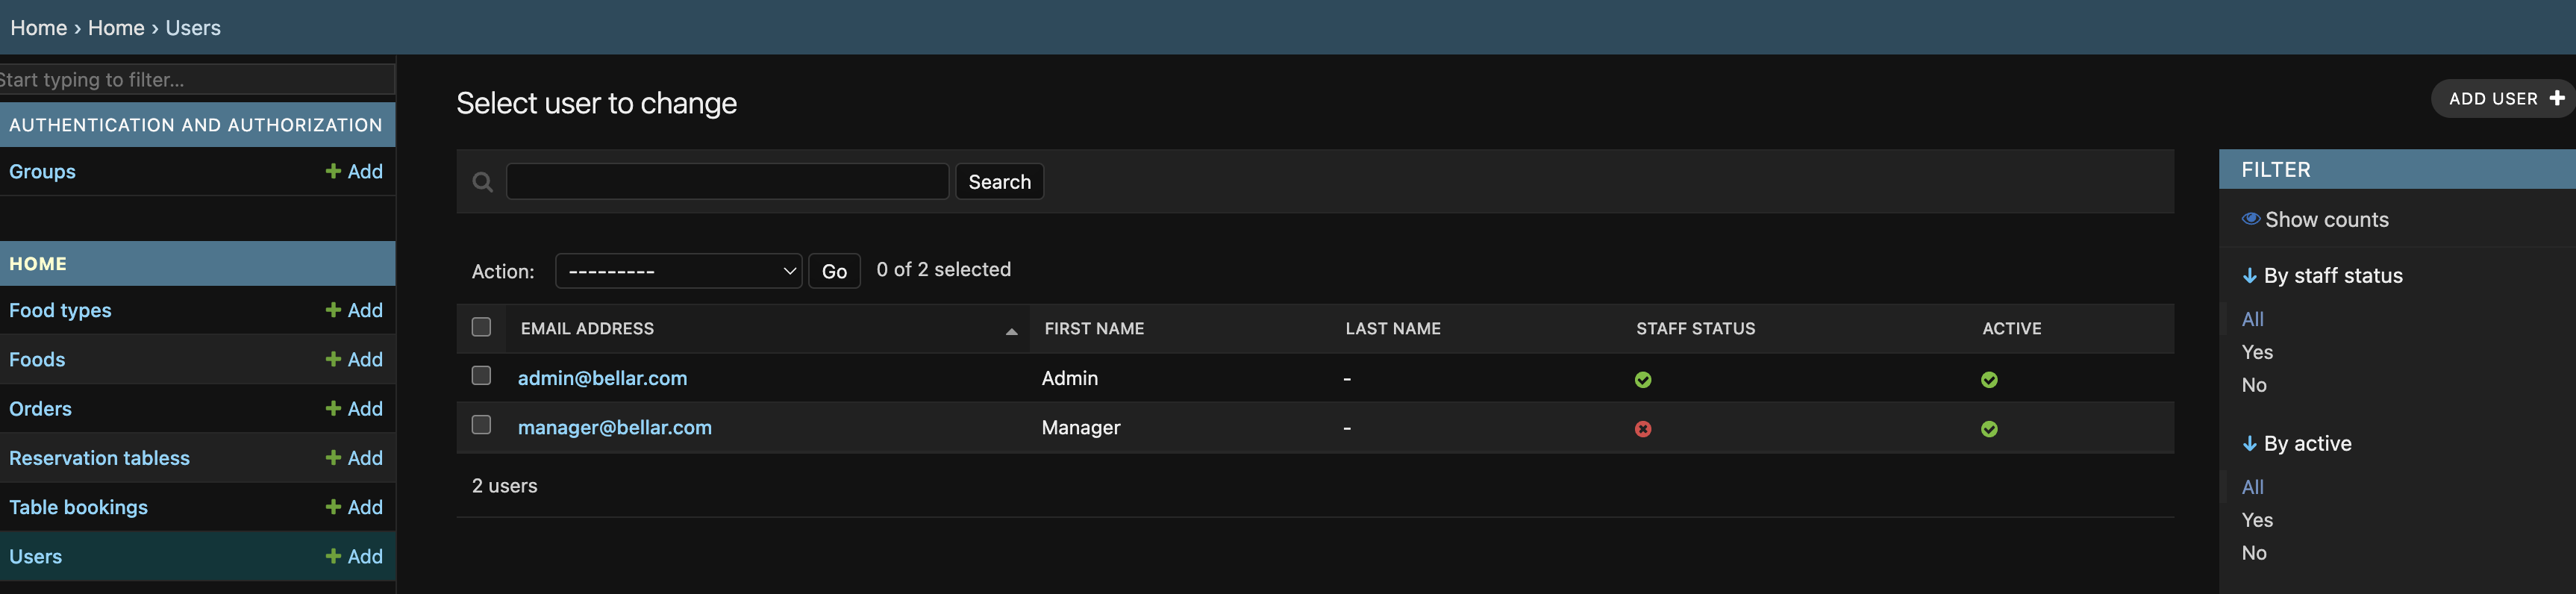 Home › Home › Users
Start typing to filter...
AUTHENTICATION AND AUTHORIZATION
Groups + Add
HOME
Food types + Add
Foods + Add
Orders + Add
Reservation tabless + Add
Table bookings + Add
Users + Add
Select user to change
ADD USER +
Search
Action: --------- Go 0 of 2 selected
EMAIL ADDRESS FIRST NAME LAST NAME STAFF STATUS ACTIVE
admin@bellar.com Admin -
manager@bellar.com Manager -
2 users
FILTER
Show counts
↓ By staff status
All
Yes
No
↓ By active
All
Yes
No